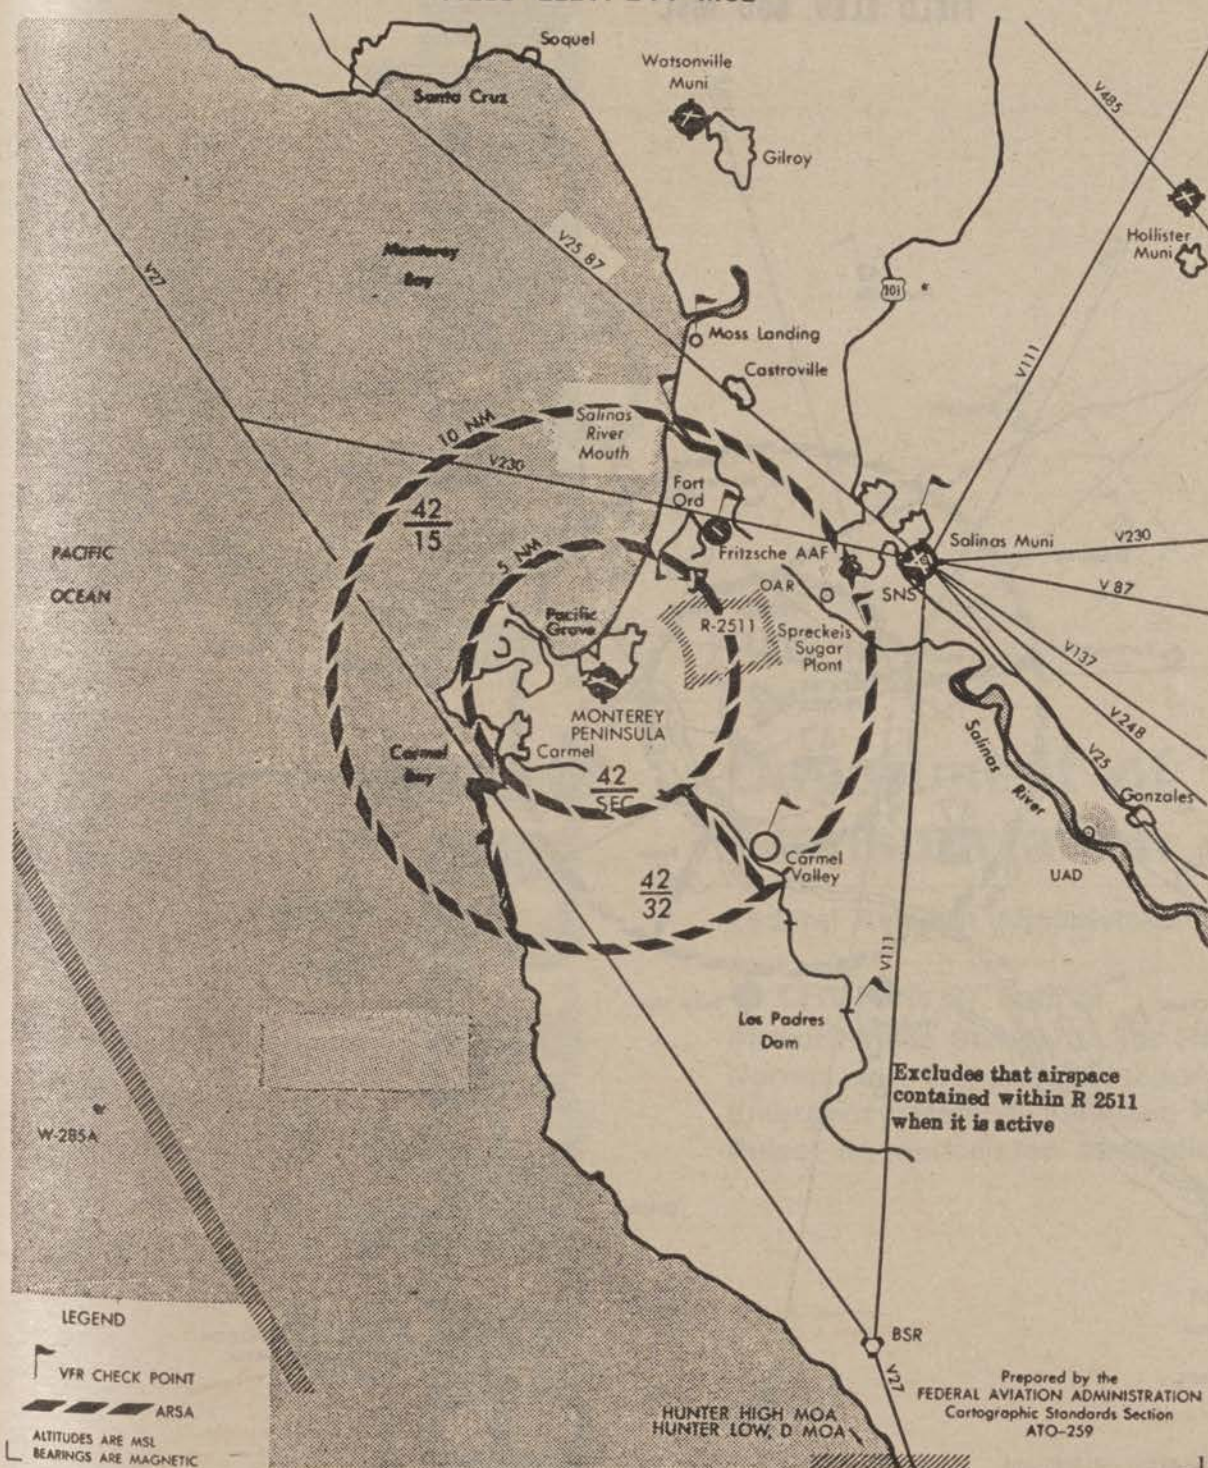 Soquel
Santa Cruz
Watsonville
Muni
Gilroy
V485
Hollister
Muni
V27
Monterey
Bay
V25 87
101
V111
Moss Landing
Castroville
10 NM
Salinas
River
Mouth
V230
42
15
Fort
Ord
Fritzsche AAF
Salinas Muni
V230
PACIFIC
OCEAN
5 NM
OAR
SNS
V 87
Pacific
Grove
R-2511
Spreckels
Sugar
Plant
V137
V248
V25
MONTEREY
PENINSULA
Salinas
River
Carmel
Bay
Carmel
42
SEC
Gonzales
Carmel
Valley
UAD
42
32
V111
Los Padres
Dam
Excludes that airspace
contained within R 2511
when it is active
W-285A
LEGEND
VFR CHECK POINT
ARSA
ALTITUDES ARE MSL
BEARINGS ARE MAGNETIC
BSR
V27
HUNTER HIGH MOA
HUNTER LOW, D MOA
Prepared by the
FEDERAL AVIATION ADMINISTRATION
Cartographic Standards Section
ATO-259
1